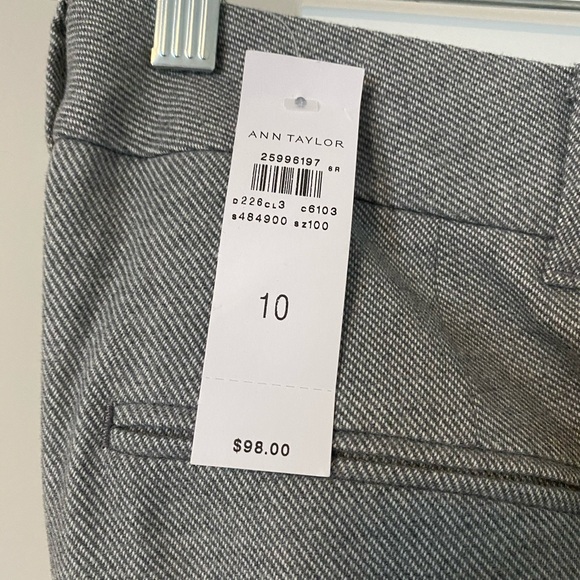 ANN TAYLOR
25996197 6R
D226CL3 C6103
S484900 SZ100
10
$98.00